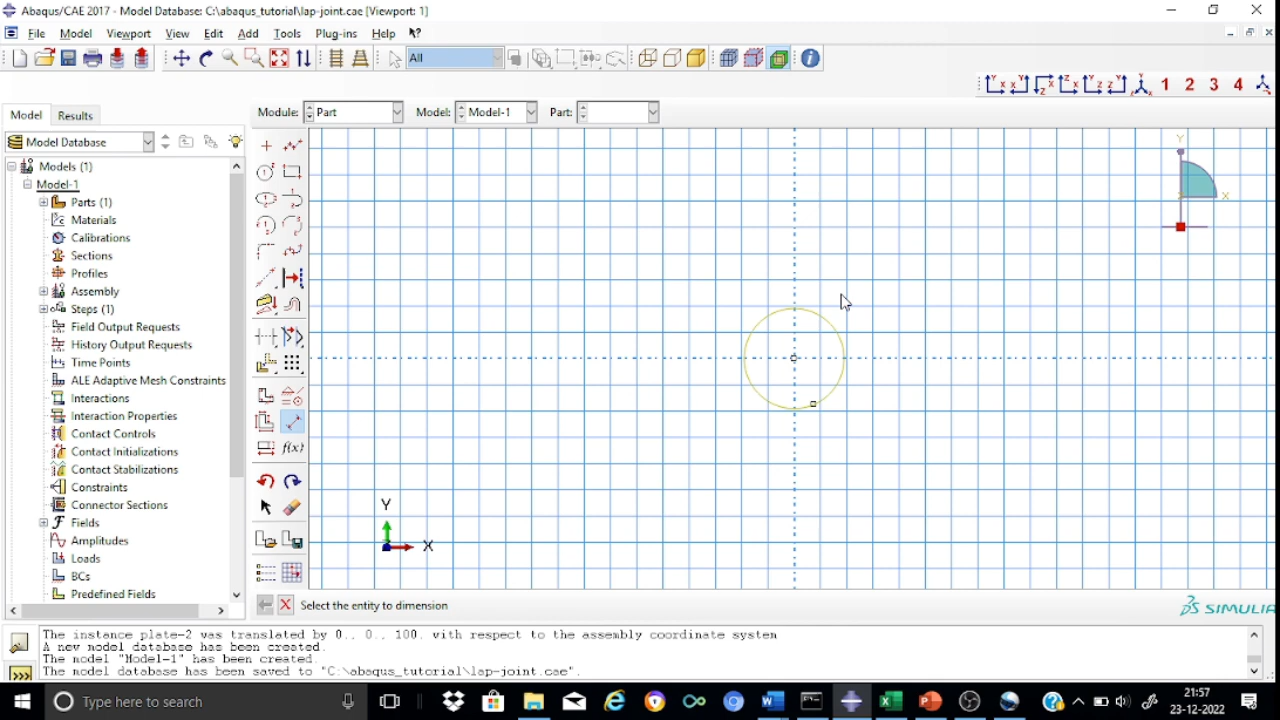 Abaqus/CAE 2017 - Model Database: C:\abaqus_tutorial\lap-joint.cae [Viewport: 1]
File Model Viewport View Edit Add Tools Plug-ins Help
All
1 2 3 4
Model Results
Module: Part Model: Model-1 Part:
Model Database
Models (1)
Model-1
Parts (1)
Materials
Calibrations
Sections
Profiles
Assembly
Steps (1)
Field Output Requests
History Output Requests
Time Points
ALE Adaptive Mesh Constraints
Interactions
Interaction Properties
Contact Controls
Contact Initializations
Contact Stabilizations
Constraints
Connector Sections
Fields
Amplitudes
Loads
BCs
Predefined Fields
f(x)
Y
X
Y
X
Select the entity to dimension
SIMULIA
The instance plate-2 was translated by 0., 0., 100. with respect to the assembly coordinate system
A new model database has been created.
The model "Model-1" has been created.
The model database has been saved to "C:\abaqus_tutorial\lap-joint.cae".
Type here to search
21:57
23-12-2022